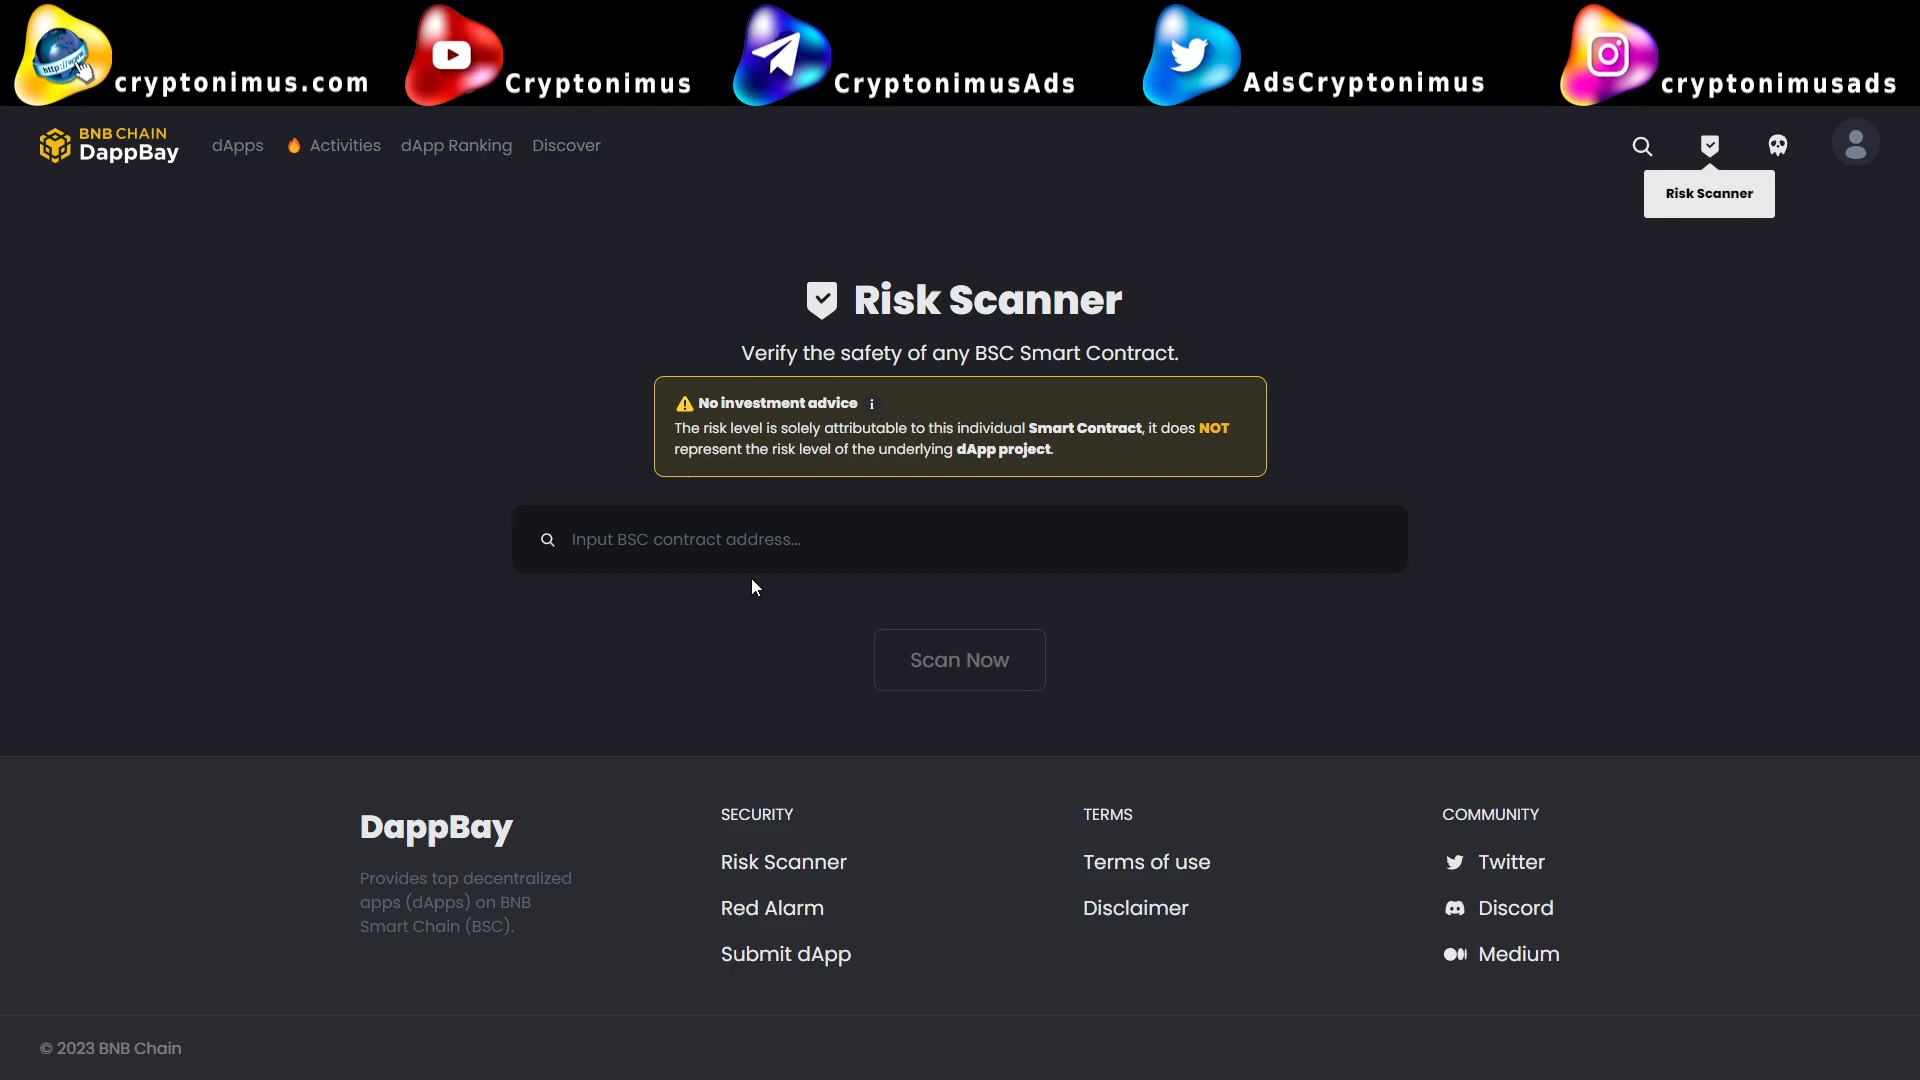 http://www
cryptonimus.com
Cryptonimus
CryptonimusAds
AdsCryptonimus
cryptonimusads
BNB CHAIN
DappBay
dApps
Activities
dApp Ranking
Discover
Risk Scanner
Risk Scanner
Verify the safety of any BSC Smart Contract.
No investment advice i
The risk level is solely attributable to this individual Smart Contract, it does NOT
represent the risk level of the underlying dApp project.
Input BSC contract address...
Scan Now
DappBay
Provides top decentralized
apps (dApps) on BNB
Smart Chain (BSC).
SECURITY
Risk Scanner
Red Alarm
Submit dApp
TERMS
Terms of use
Disclaimer
COMMUNITY
Twitter
Discord
Medium
© 2023 BNB Chain